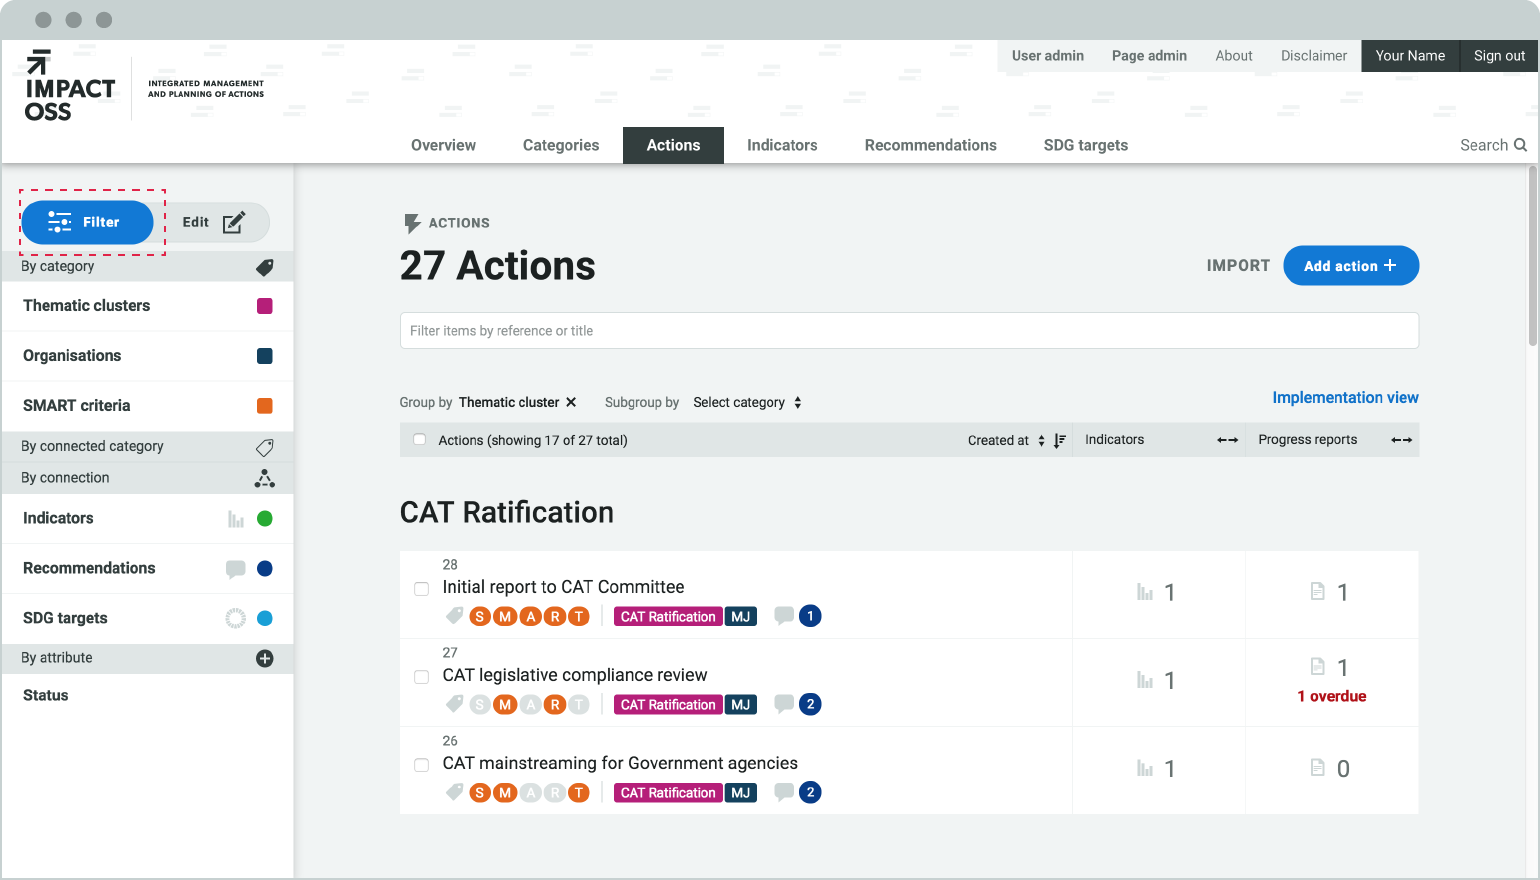 User admin Page admin About Disclaimer Your Name Sign out
IMPACT
OSS
INTEGRATED MANAGEMENT
AND PLANNING OF ACTIONS
Overview Categories Actions Indicators Recommendations SDG targets Search
Filter Edit
By category
Thematic clusters
Organisations
SMART criteria
By connected category
By connection
Indicators
Recommendations
SDG targets
By attribute
Status
ACTIONS
27 Actions
IMPORT Add action +
Filter items by reference or title
Group by Thematic cluster Subgroup by Select category
Implementation view
Actions (showing 17 of 27 total) Created at Indicators Progress reports
CAT Ratification
28
Initial report to CAT Committee
S M A R T CAT Ratification MJ 1
1 1
27
CAT legislative compliance review
S M A R T CAT Ratification MJ 2
1 1
1 overdue
26
CAT mainstreaming for Government agencies
S M A R T CAT Ratification MJ 2
1 0